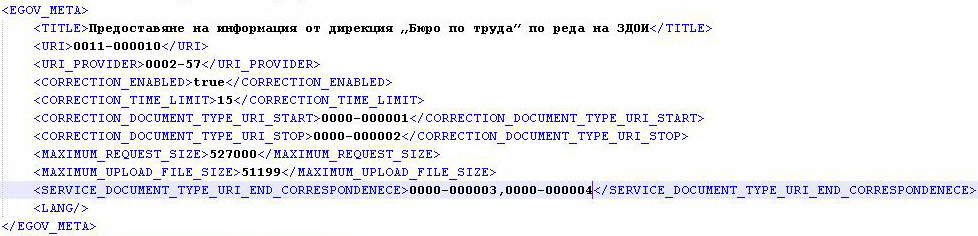 <EGOV_META>
<TITLE>Предоставяне на информация от дирекция „Бюро по труда” по реда на ЗДОИ</TITLE>
<URI>0011-000010</URI>
<URI_PROVIDER>0002-57</URI_PROVIDER>
<CORRECTION_ENABLED>true</CORRECTION_ENABLED>
<CORRECTION_TIME_LIMIT>15</CORRECTION_TIME_LIMIT>
<CORRECTION_DOCUMENT_TYPE_URI_START>0000-000001</CORRECTION_DOCUMENT_TYPE_URI_START>
<CORRECTION_DOCUMENT_TYPE_URI_STOP>0000-000002</CORRECTION_DOCUMENT_TYPE_URI_STOP>
<MAXIMUM_REQUEST_SIZE>527000</MAXIMUM_REQUEST_SIZE>
<MAXIMUM_UPLOAD_FILE_SIZE>51199</MAXIMUM_UPLOAD_FILE_SIZE>
<SERVICE_DOCUMENT_TYPE_URI_END_CORRESPONDENECE>0000-000003,0000-000004</SERVICE_DOCUMENT_TYPE_URI_END_CORRESPONDENECE>
<LANG/>
</EGOV_META>